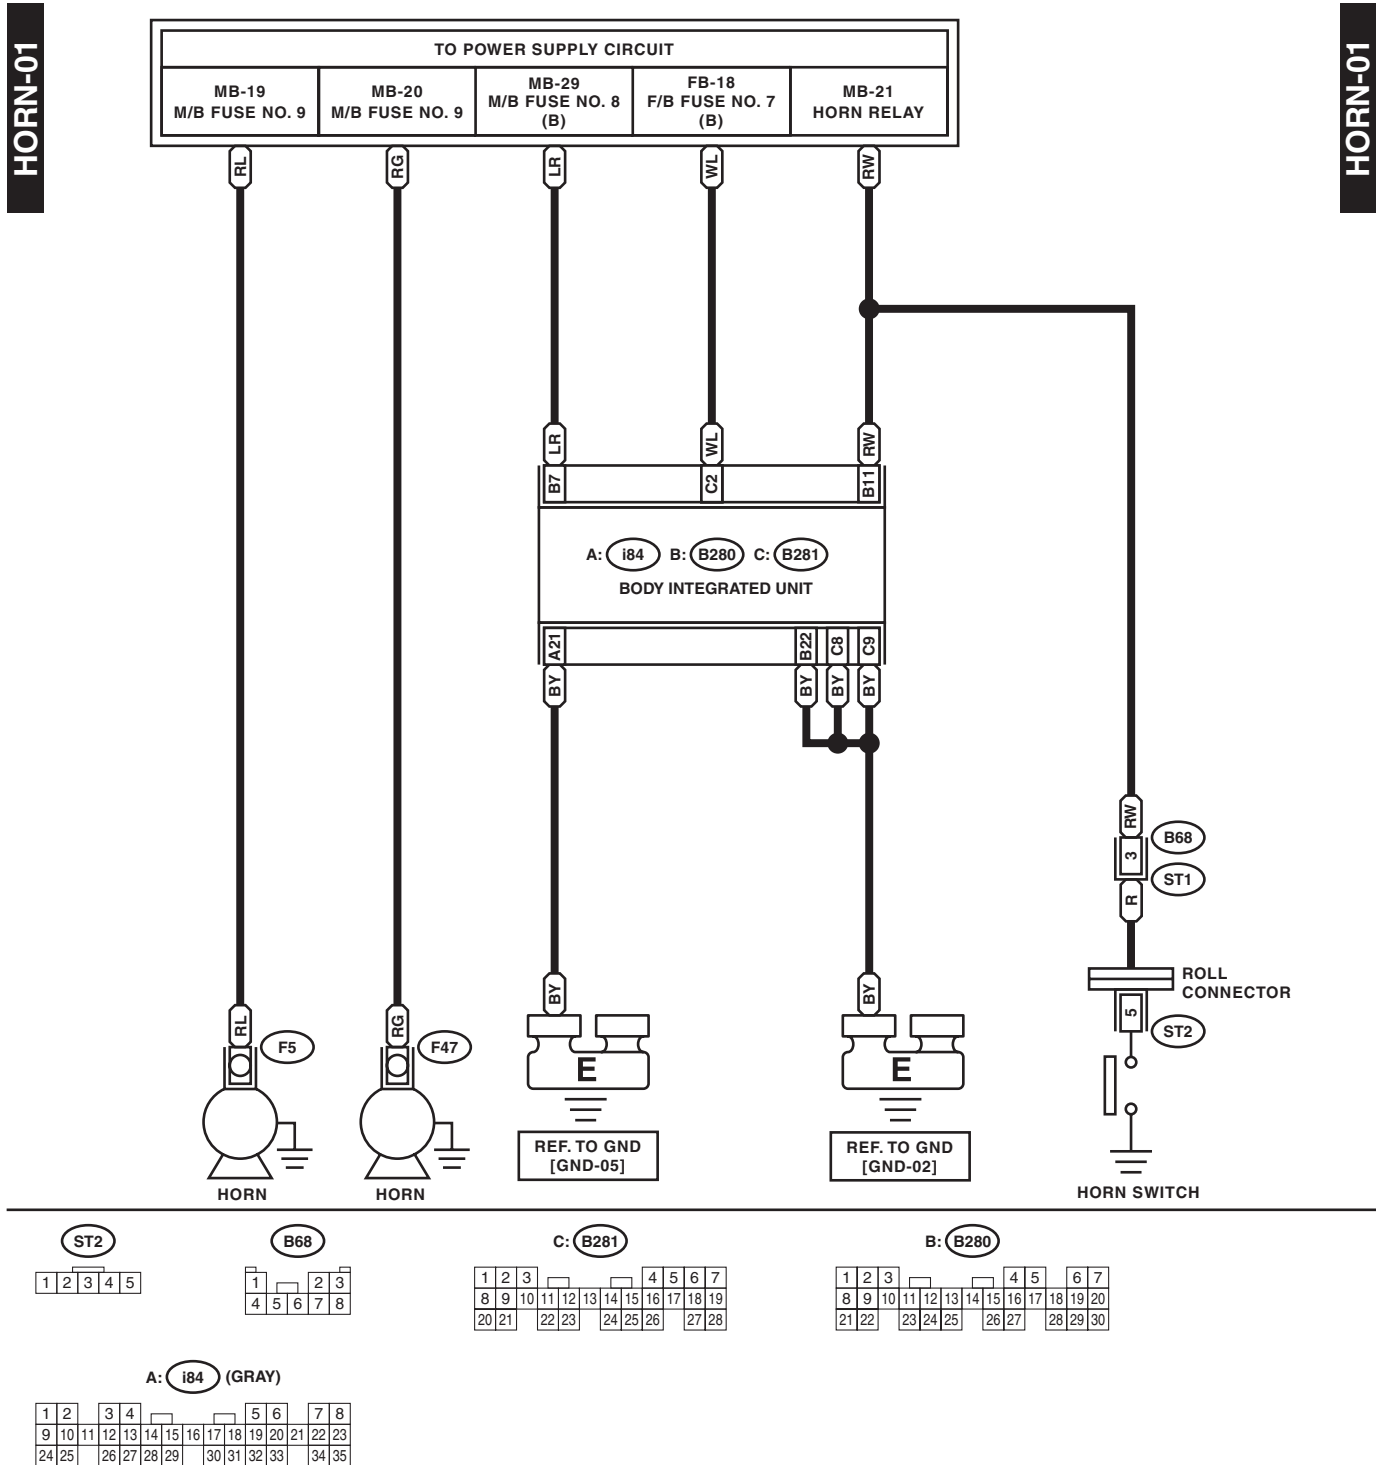 HORN-01
HORN-01
TO POWER SUPPLY CIRCUIT
MB-19
M/B FUSE NO. 9
MB-20
M/B FUSE NO. 9
MB-29
M/B FUSE NO. 8
(B)
FB-18
F/B FUSE NO. 7
(B)
MB-21
HORN RELAY
RL
RG
LR
WL
RW
LR
WL
RW
B7
C2
B11
A: i84 B: B280 C: B281
BODY INTEGRATED UNIT
A21
B22
C8
C9
BY
BY
BY
BY
RW
B68
3
ST1
R
ROLL
CONNECTOR
5
ST2
BY
BY
RL
F5
RG
F47
E
E
REF. TO GND
[GND-05]
REF. TO GND
[GND-02]
HORN
HORN
HORN SWITCH
ST2
1 2 3 4 5
B68
1 2 3
4 5 6 7 8
C: B281
1 2 3 4 5 6 7
8 9 10 11 12 13 14 15 16 17 18 19
20 21 22 23 24 25 26 27 28
B: B280
1 2 3 4 5 6 7
8 9 10 11 12 13 14 15 16 17 18 19 20
21 22 23 24 25 26 27 28 29 30
A: i84 (GRAY)
1 2 3 4 5 6 7 8
9 10 11 12 13 14 15 16 17 18 19 20 21 22 23
24 25 26 27 28 29 30 31 32 33 34 35